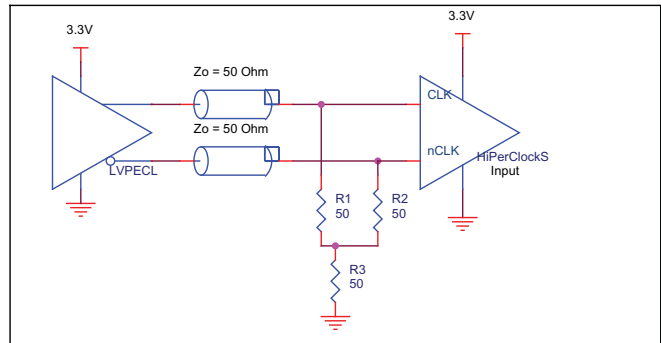 3.3V
3.3V
Zo = 50 Ohm
CLK
Zo = 50 Ohm
nCLK
HiPerClockS
LVPECL
Input
R1
50
R2
50
R3
50